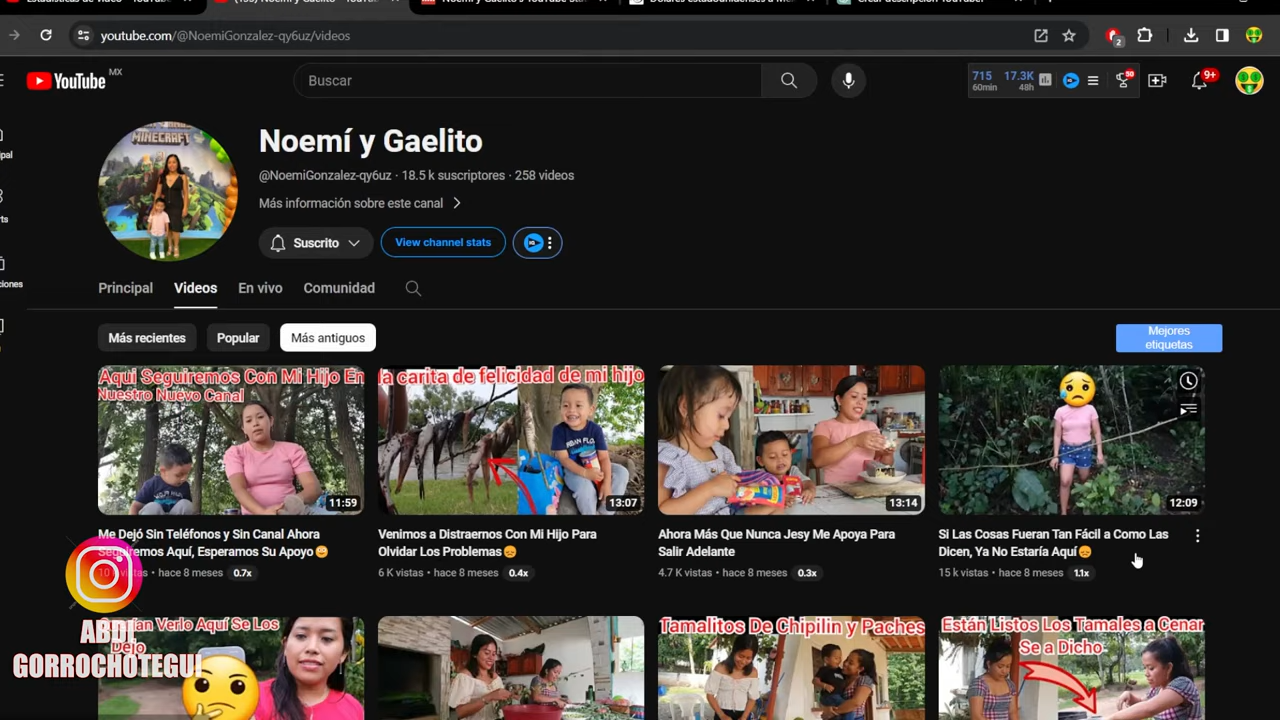 youtube.com/@NoemiGonzalez-qy6uz/videos
2
YouTube MX
Buscar
715
60min
17.3K
48h
50
9+
MINECRAFT
Noemí y Gaelito
@NoemiGonzalez-qy6uz · 18.5 k suscriptores · 258 videos
Más información sobre este canal
Suscrito
View channel stats
Principal
Videos
En vivo
Comunidad
Más recientes
Popular
Más antiguos
Mejores
etiquetas
Aqui Seguiremos Con Mi Hijo En
Nuestro Nuevo Canal
11:59
la carita de felicidad de mi hijo
13:07
13:14
12:09
Me Dejó Sin Teléfonos y Sin Canal Ahora
Seguiremos Aquí, Esperamos Su Apoyo😩
vistas · hace 8 meses 0.7x
Venimos a Distraernos Con Mi Hijo Para
Olvidar Los Problemas😞
6 K vistas · hace 8 meses 0.4x
Ahora Más Que Nunca Jesy Me Apoya Para
Salir Adelante
4.7 K vistas · hace 8 meses 0.3x
Si Las Cosas Fueran Tan Fácil a Como Las
Dicen, Ya No Estaría Aquí😞
15 k vistas · hace 8 meses 1.1x
Verlo Aquí Se Los
Dejo
Tamalitos De Chipilin y Paches
Están Listos Los Tamales a Cenar
Se a Dicho
ABDI
GORROCHOTEGUI